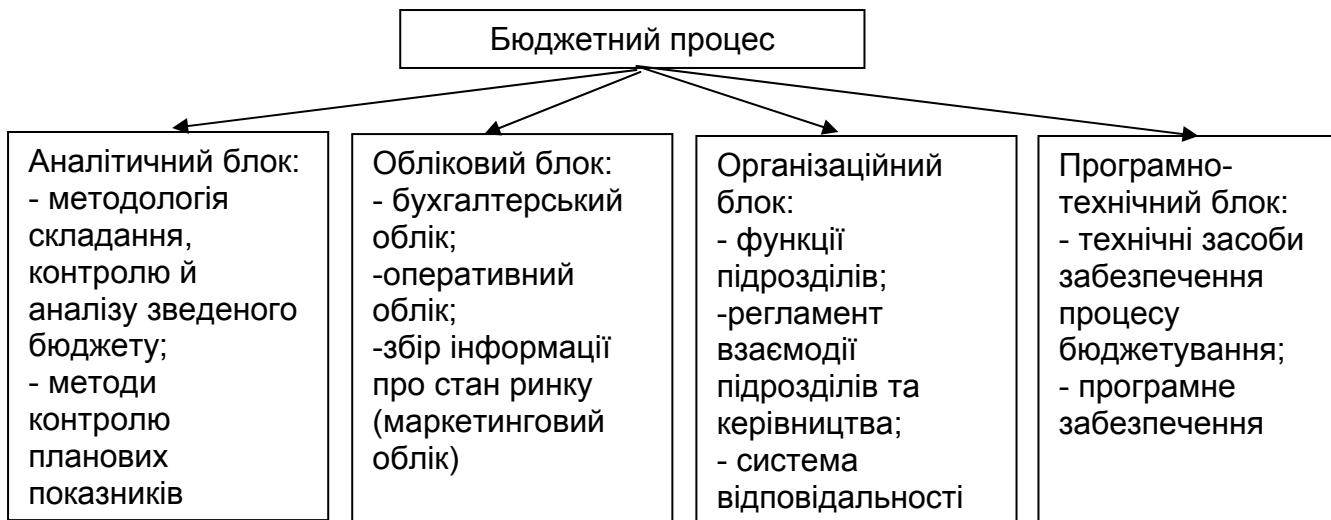 Бюджетний процес
Аналітичний блок:
- методологія
складання,
контролю й
аналізу зведеного
бюджету;
- методи
контролю
планових
показників
Обліковий блок:
- бухгалтерський
облік;
-оперативний
облік;
-збір інформації
про стан ринку
(маркетинговий
облік)
Організаційний
блок:
- функції
підрозділів;
-регламент
взаємодії
підрозділів та
керівництва;
- система
відповідальності
Програмно-
технічний блок:
- технічні засоби
забезпечення
процесу
бюджетування;
- програмне
забезпечення